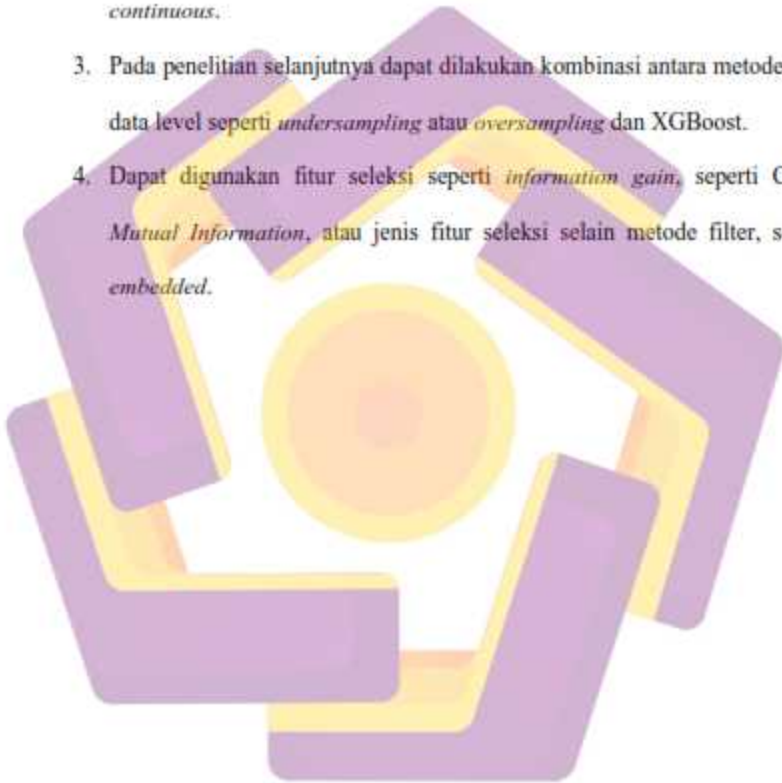 continuous.
3. Pada penelitian selanjutnya dapat dilakukan kombinasi antara metode
data level seperti undersampling atau oversampling dan XGBoost.
4. Dapat digunakan fitur seleksi seperti information gain, seperti
Mutual Information, atau jenis fitur seleksi selain metode filter,
embedded.